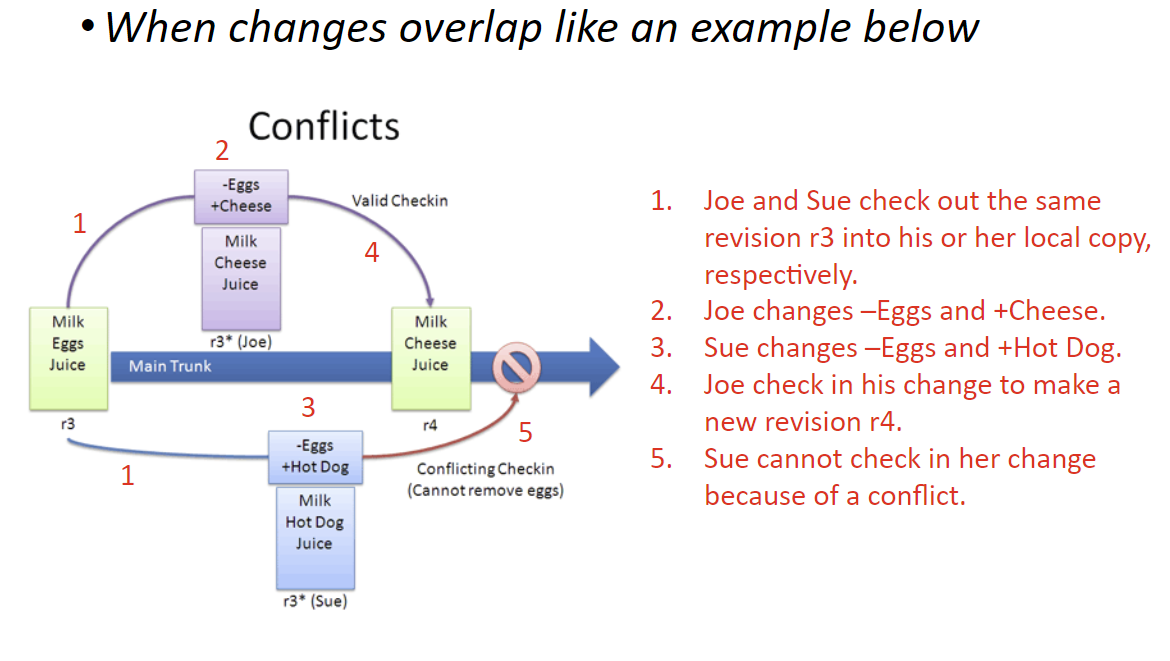 • When changes overlap like an example below
Conflicts
2
-Eggs
+Cheese
Valid Checkin
1
4
Milk
Cheese
Juice
r3* (Joe)
Milk
Eggs
Juice
r3
Main Trunk
Milk
Cheese
Juice
r4
3
5
1
-Eggs
+Hot Dog
Conflicting Checkin
(Cannot remove eggs)
Milk
Hot Dog
Juice
r3* (Sue)
1. Joe and Sue check out the same
revision r3 into his or her local copy,
respectively.
2. Joe changes –Eggs and +Cheese.
3. Sue changes –Eggs and +Hot Dog.
4. Joe check in his change to make a
new revision r4.
5. Sue cannot check in her change
because of a conflict.